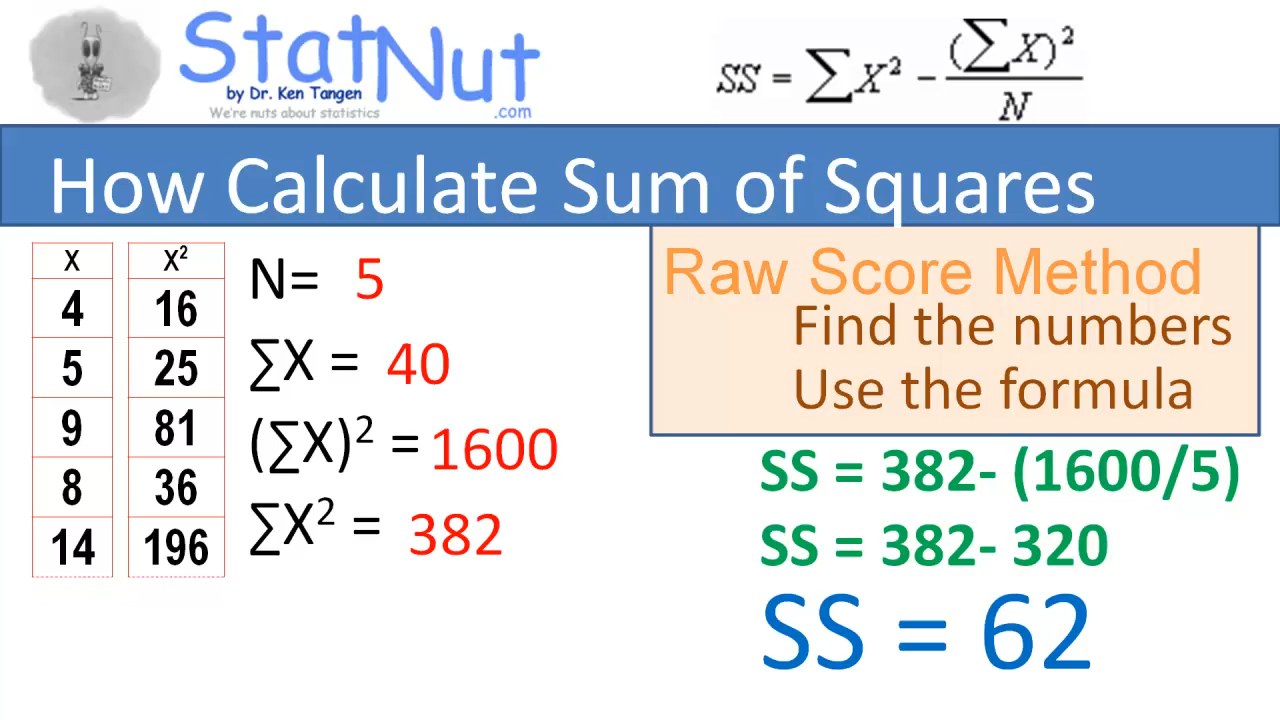 StatNut
by Dr. Ken Tangen
We're nuts about statistics
.com
SS = ∑X² - (∑X)² / N
How Calculate Sum of Squares
X X²
4 16
5 25
9 81
8 36
14 196
N= 5
∑X = 40
(∑X)² = 1600
∑X² = 382
Raw Score Method
Find the numbers
Use the formula
SS = 382- (1600/5)
SS = 382- 320
SS = 62